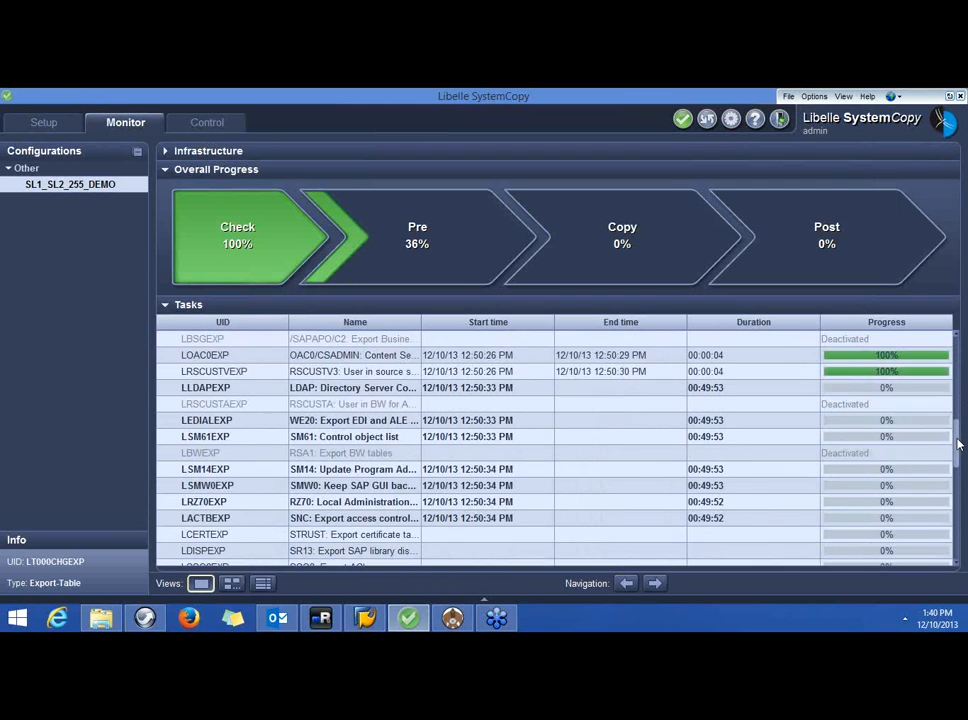 Libelle SystemCopy
File Options View Help
Setup Monitor Control
Libelle SystemCopy
admin
Configurations
Other
SL1_SL2_255_DEMO
Infrastructure
Overall Progress
Check Pre Copy Post
100% 36% 0% 0%
Tasks
UID Name Start time End time Duration Progress
LBSGEXP /SAPAPO/C2: Export Busine... Deactivated
LOAC0EXP OAC0/CSADMIN: Content Se... 12/10/13 12:50:26 PM 12/10/13 12:50:29 PM 00:00:04 100%
LRSCUSTVEXP RSCUSTV3: User in source s... 12/10/13 12:50:26 PM 12/10/13 12:50:30 PM 00:00:04 100%
LLDAPEXP LDAP: Directory Server Co... 12/10/13 12:50:33 PM 00:49:53 0%
LRSCUSTAEXP RSCUSTA: User in BW for A... Deactivated
LEDIALEXP WE20: Export EDI and ALE ... 12/10/13 12:50:33 PM 00:49:53 0%
LSM61EXP SM61: Control object list 12/10/13 12:50:33 PM 00:49:53 0%
LBWEXP RSA1: Export BW tables Deactivated
LSM14EXP SM14: Update Program Ad... 12/10/13 12:50:34 PM 00:49:53 0%
LSMW0EXP SMW0: Keep SAP GUI bac... 12/10/13 12:50:34 PM 00:49:53 0%
LRZ70EXP RZ70: Local Administration... 12/10/13 12:50:34 PM 00:49:52 0%
LACTBEXP SNC: Export access control... 12/10/13 12:50:34 PM 00:49:52 0%
LCERTEXP STRUST: Export certificate ta... 0%
LDISPEXP SR13: Export SAP library dis... 0%
Info
UID: LT000CHGEXP
Type: Export-Table
Views: Navigation:
1:40 PM
12/10/2013